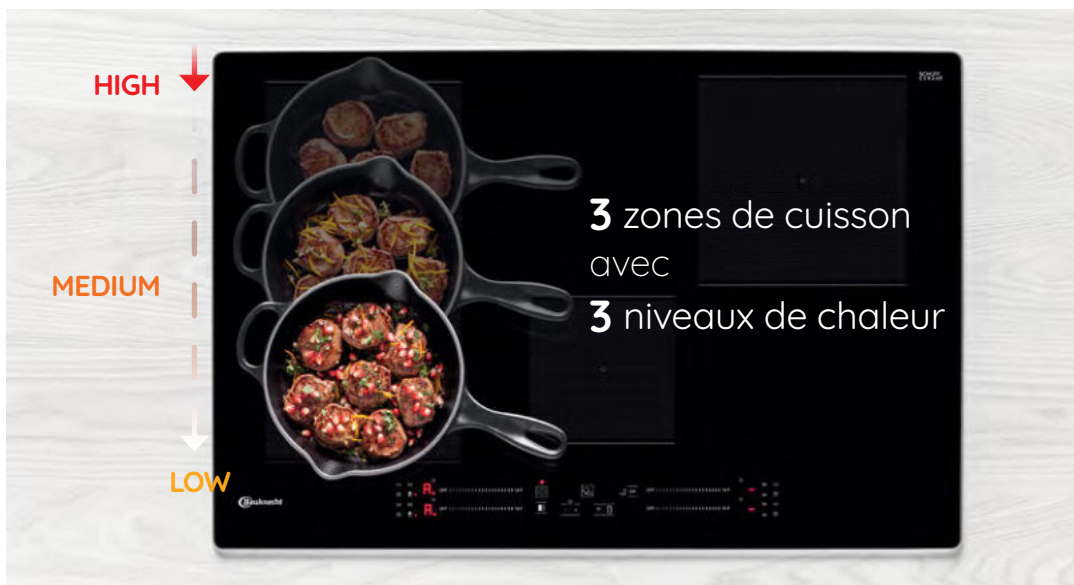 HIGH
MEDIUM
LOW
3 zones de cuisson
avec
3 niveaux de chaleur
Bauknecht